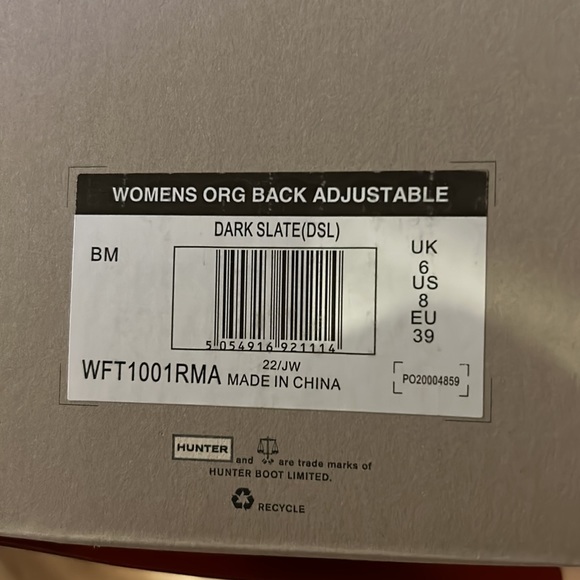 WOMENS ORG BACK ADJUSTABLE
DARK SLATE(DSL)
BM
UK
6
US
8
EU
39
5 054916 921114
22/JW
WFT1001RMA MADE IN CHINA
PO20004859
HUNTER and are trade marks of
HUNTER BOOT LIMITED.
RECYCLE